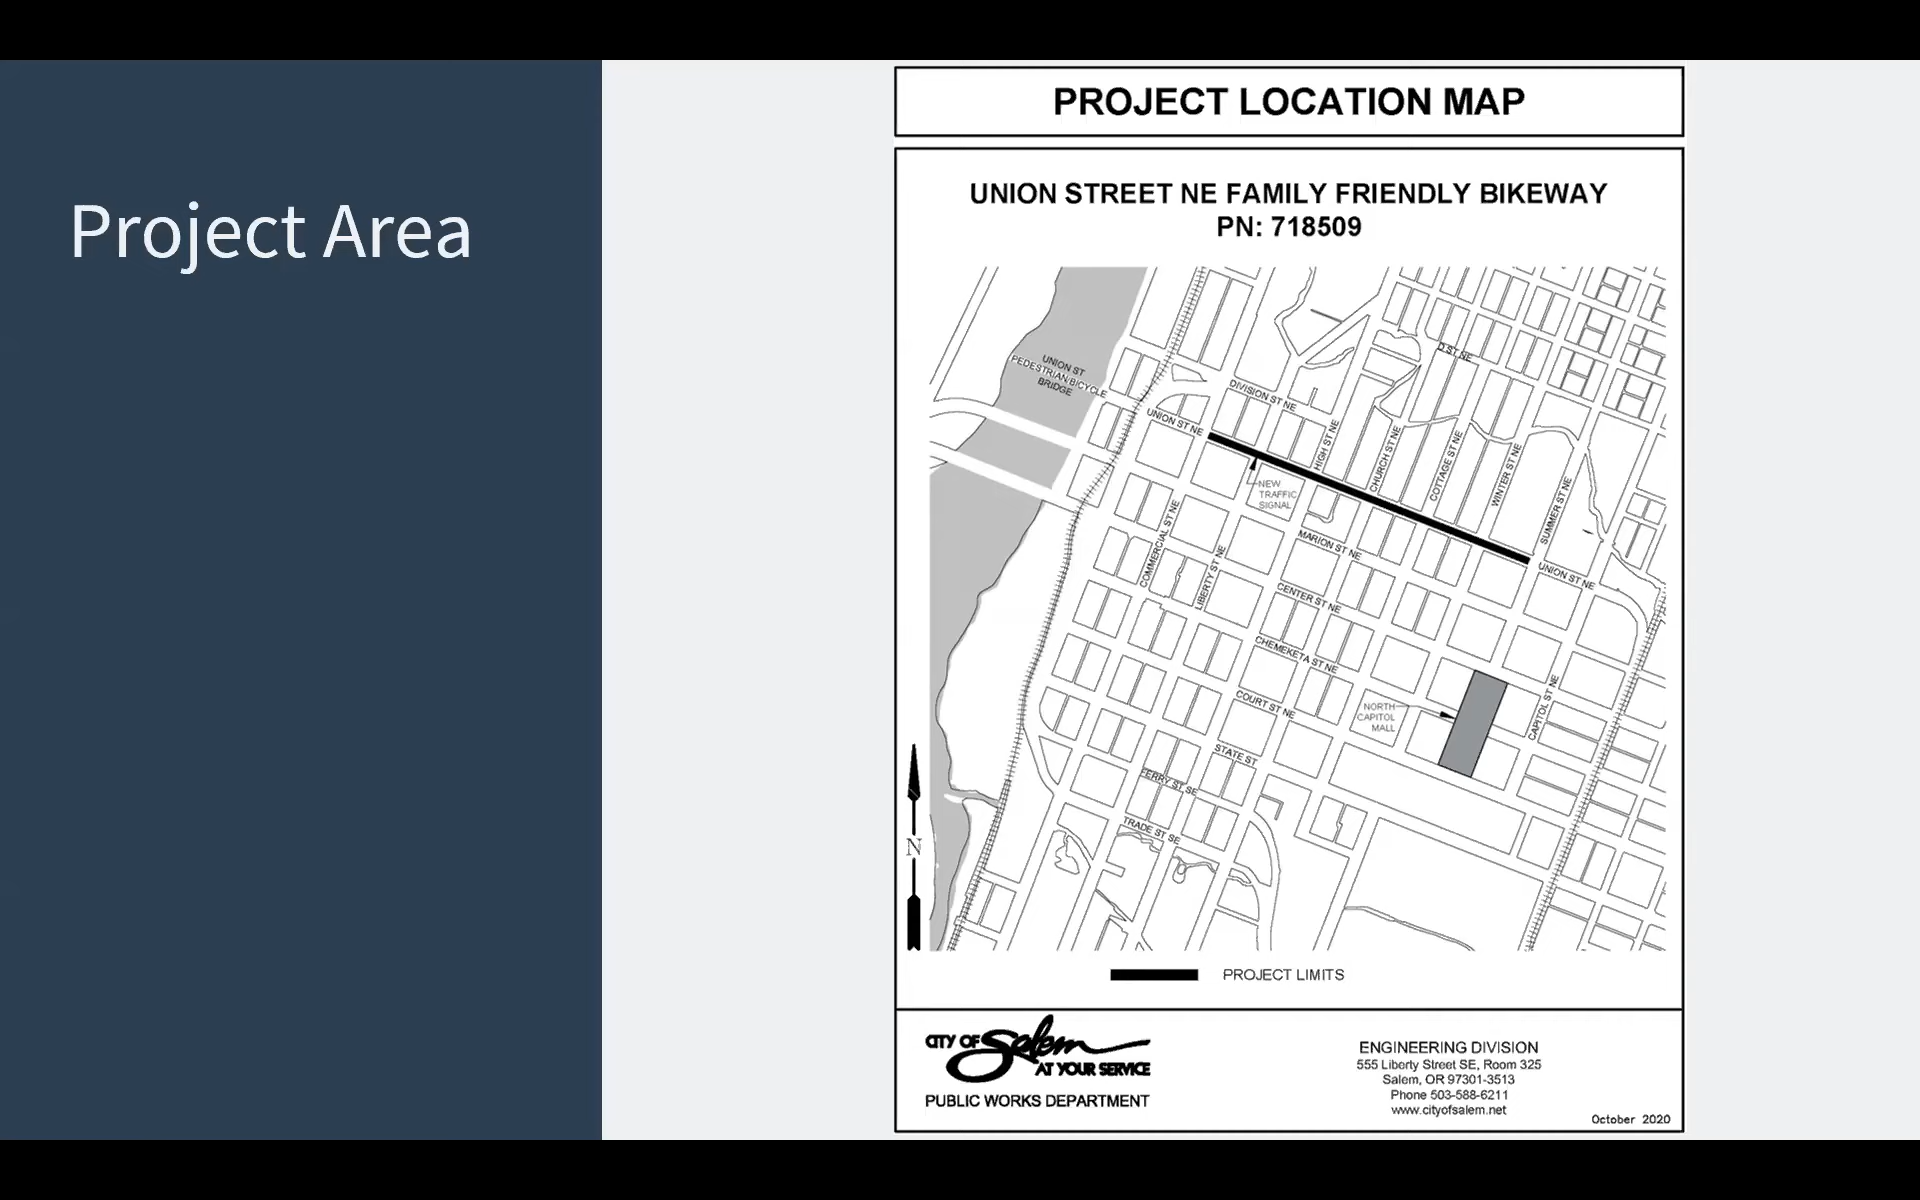 Project Area
PROJECT LOCATION MAP
UNION STREET NE FAMILY FRIENDLY BIKEWAY
PN: 718509
UNION ST
PEDESTRIAN/BICYCLE
BRIDGE
D ST NE
DIVISION ST NE
UNION ST NE
HIGH ST NE
CHURCH ST NE
COTTAGE ST NE
WINTER ST NE
SUMMER ST NE
NEW
TRAFFIC
SIGNAL
MARION ST NE
UNION ST NE
COMMERCIAL ST NE
LIBERTY ST NE
CENTER ST NE
CHEMEKETA ST NE
COURT ST NE
NORTH
CAPITOL
MALL
CAPITOL ST NE
STATE ST
FERRY ST SE
TRADE ST SE
N
PROJECT LIMITS
CITY OF Salem
AT YOUR SERVICE
PUBLIC WORKS DEPARTMENT
ENGINEERING DIVISION
555 Liberty Street SE, Room 325
Salem, OR 97301-3513
Phone 503-588-6211
www.cityofsalem.net
October 2020